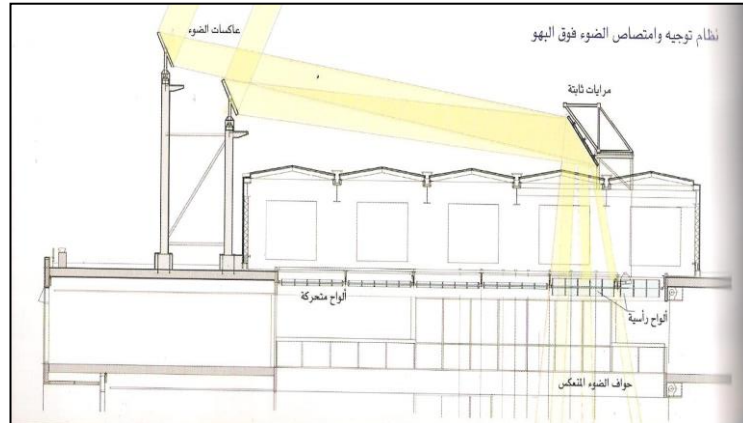 نظام توجيه وامتصاص الضوء فوق البهو
عاكسات الضوء
مرايات ثابتة
ألواح متحركة
ألواح رأسية
حواف الضوء المنعكس